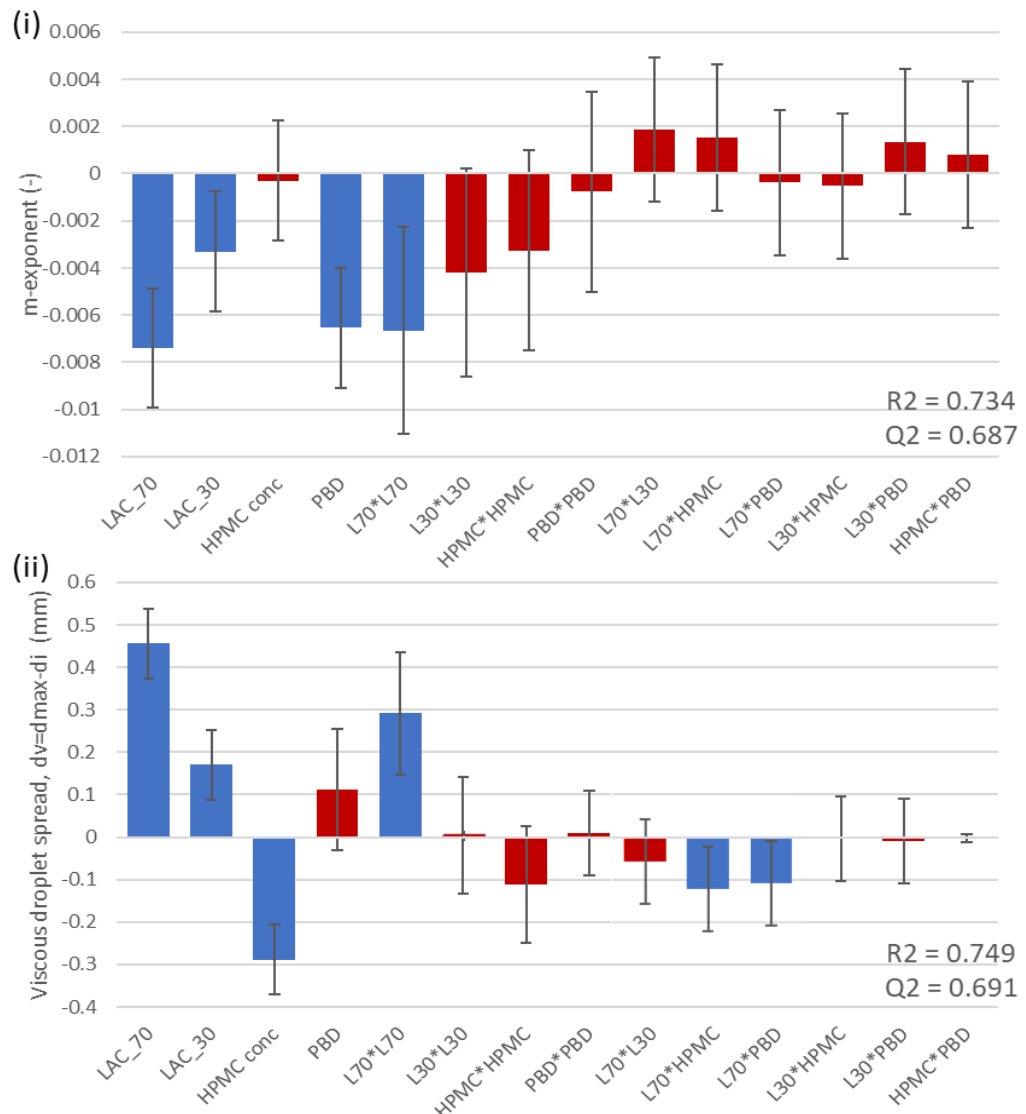 (i)
0.006
0.004
0.002
0
-0.002
-0.004
-0.006
-0.008
-0.01
-0.012
m-exponent (-)
R2 = 0.734
Q2 = 0.687
LAC_70
LAC_30
HPMC conc
PBD
L70*L70
L30*L30
HPMC*HPMC
PBD*PBD
L70*L30
L70*HPMC
L70*PBD
L30*HPMC
L30*PBD
HPMC*PBD
(ii)
0.6
0.5
0.4
0.3
0.2
0.1
0
-0.1
-0.2
-0.3
-0.4
Viscous droplet spread, dv=dmax-di (mm)
R2 = 0.749
Q2 = 0.691
LAC_70
LAC_30
HPMC conc
PBD
L70*L70
L30*L30
HPMC*HPMC
PBD*PBD
L70*L30
L70*HPMC
L70*PBD
L30*HPMC
L30*PBD
HPMC*PBD